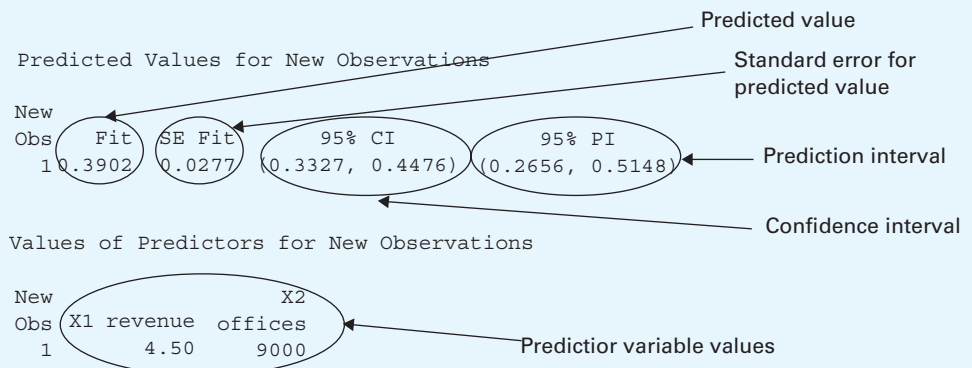 Predicted value
Predicted Values for New Observations
Standard error for
predicted value
New
Obs Fit SE Fit 95% CI 95% PI
1 0.3902 0.0277 (0.3327, 0.4476) (0.2656, 0.5148)
Prediction interval
Confidence interval
Values of Predictors for New Observations
New X2
Obs X1 revenue offices
1 4.50 9000
Predictior variable values